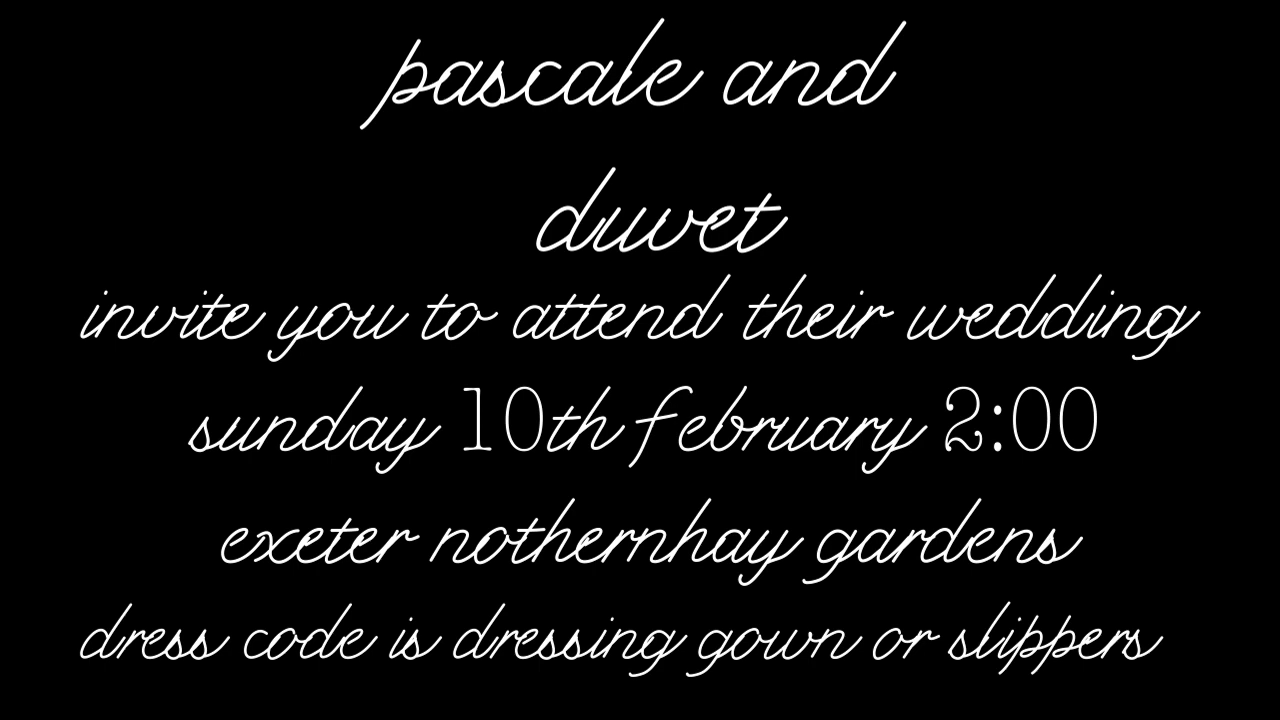 pascale and
duvet
invite you to attend their wedding
sunday 10th february 2:00
exeter nothernhay gardens
dress code is dressing gown or slippers